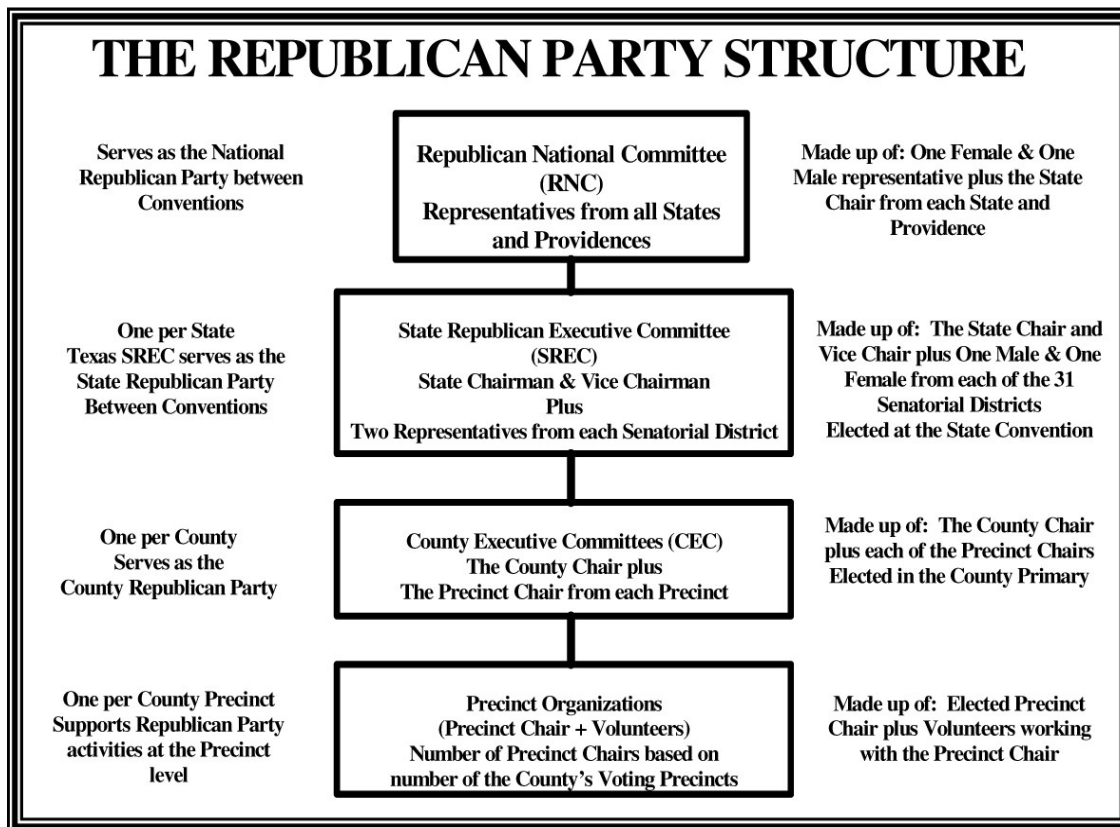 THE REPUBLICAN PARTY STRUCTURE
Serves as the National
Republican Party between
Conventions
Republican National Committee
(RNC)
Representatives from all States
and Providences
Made up of: One Female & One
Male representative plus the State
Chair from each State and
Providence
One per State
Texas SREC serves as the
State Republican Party
Between Conventions
State Republican Executive Committee
(SREC)
State Chairman & Vice Chairman
Plus
Two Representatives from each Senatorial District
Made up of: The State Chair and
Vice Chair plus One Male & One
Female from each of the 31
Senatorial Districts
Elected at the State Convention
One per County
Serves as the
County Republican Party
County Executive Committees (CEC)
The County Chair plus
The Precinct Chair from each Precinct
Made up of: The County Chair
plus each of the Precinct Chairs
Elected in the County Primary
One per County Precinct
Supports Republican Party
activities at the Precinct
level
Precinct Organizations
(Precinct Chair + Volunteers)
Number of Precinct Chairs based on
number of the County's Voting Precincts
Made up of: Elected Precinct
Chair plus Volunteers working
with the Precinct Chair